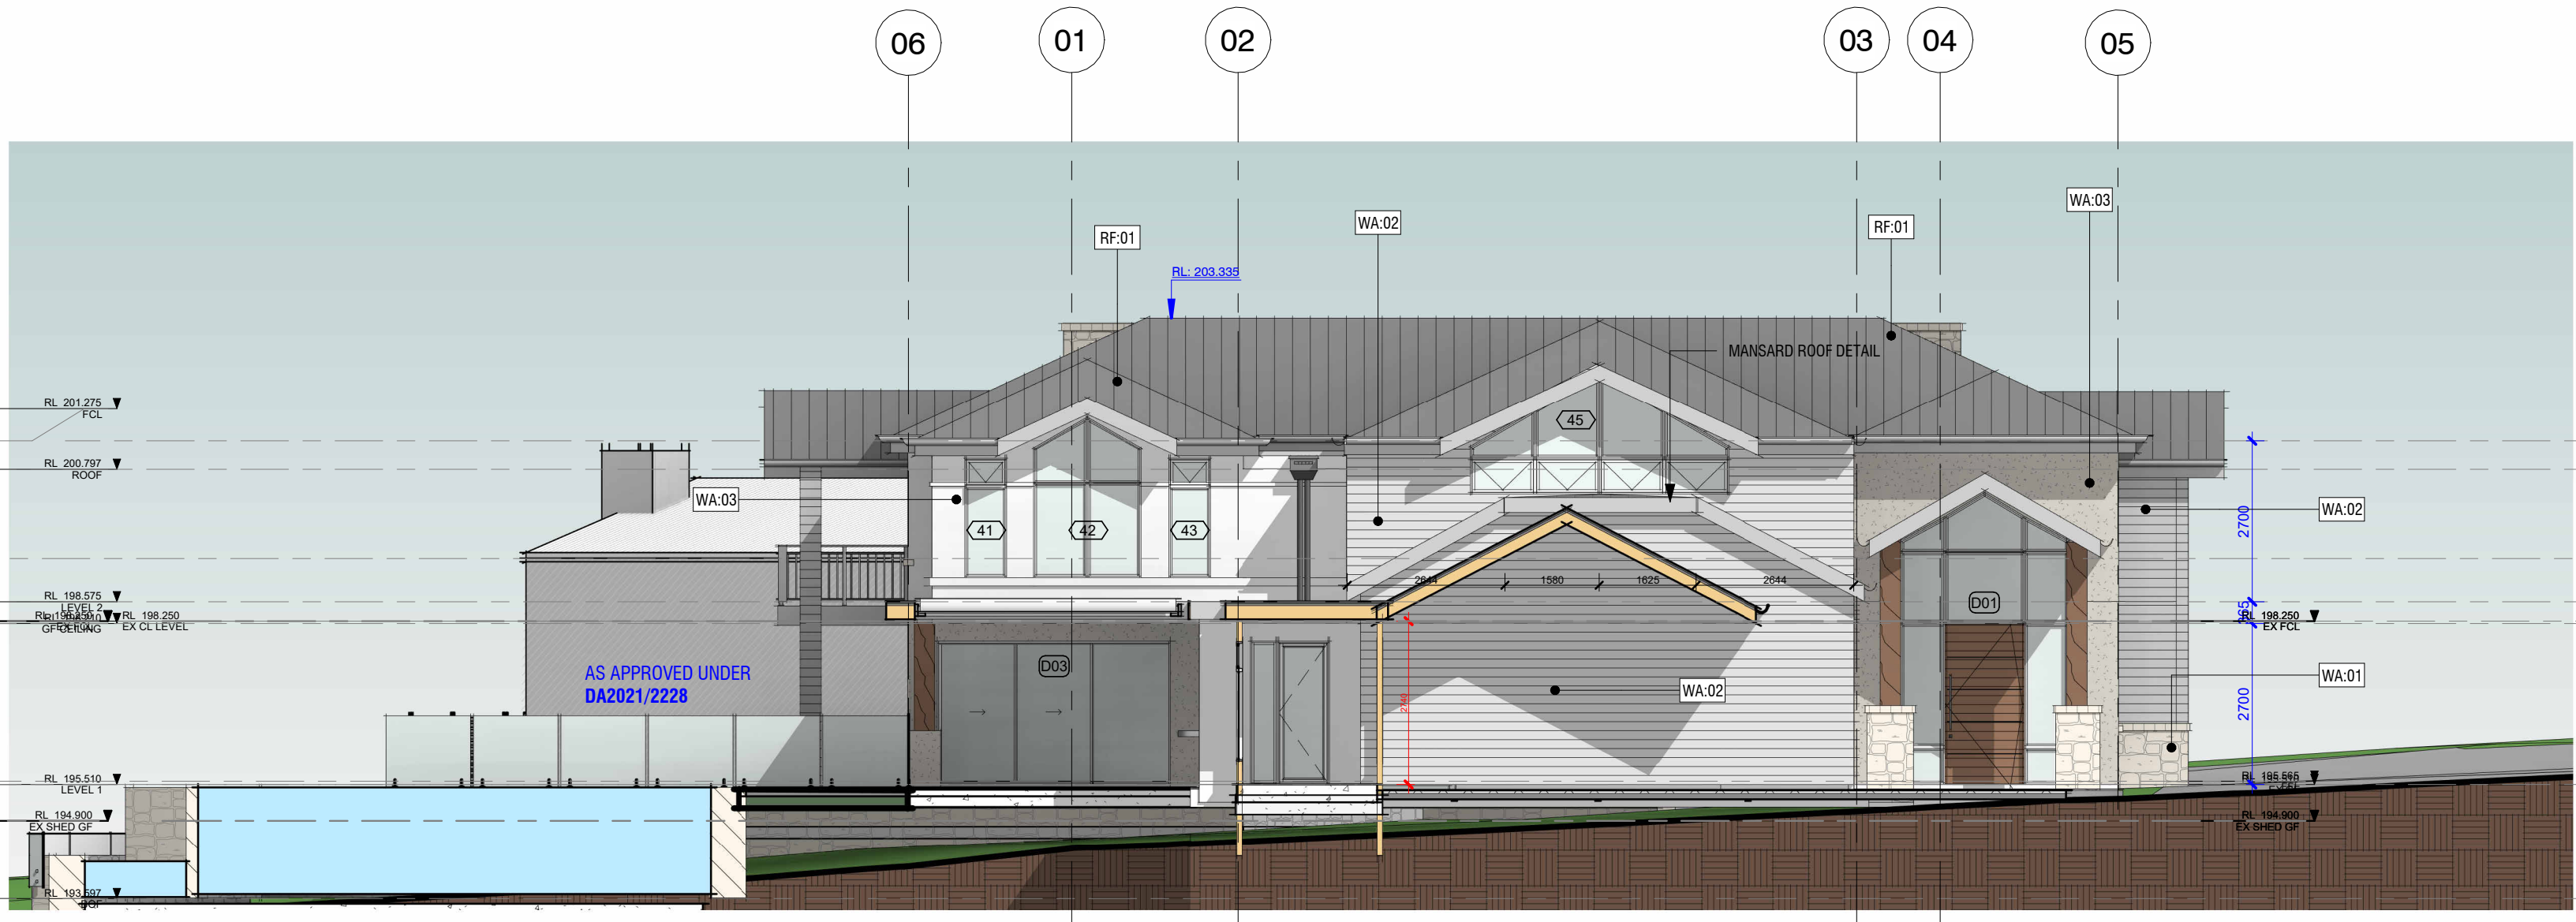 06
01
02
03
04
05
WA:03
WA:02
RF:01
RF:01
RL: 203.335
MANSARD ROOF DETAIL
RL 201.275
FCL
45
RL 200.797
ROOF
WA:03
41
42
43
WA:02
2700
2644
1580
1625
2644
RL 198.575
LEVEL 2
D01
RL 198.250
EX CL LEVEL
GF CEILING
RL 198.250
EX FCL
AS APPROVED UNDER
DA2021/2228
D03
WA:02
WA:01
2740
2700
RL 195.510
LEVEL 1
RL 195.565
RL 194.900
EX SHED GF
RL 194.900
EX SHED GF
RL 193.597